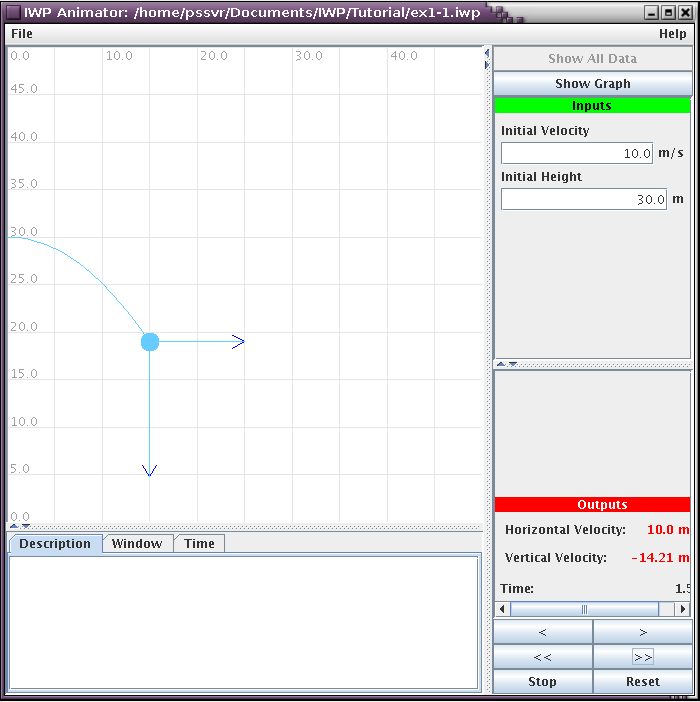 IWP Animator: /home/pssvr/Documents/IWP/Tutorial/ex1-1.iwp
File Help
0.0 10.0 20.0 30.0 40.0
45.0
40.0
35.0
30.0
25.0
20.0
15.0
10.0
5.0
0.0
Show All Data
Show Graph
Inputs
Initial Velocity
10.0 m/s
Initial Height
30.0 m
Outputs
Horizontal Velocity: 10.0 m
Vertical Velocity: -14.21 m
Time: 1.5
Description Window Time
< >
<< >>
Stop Reset